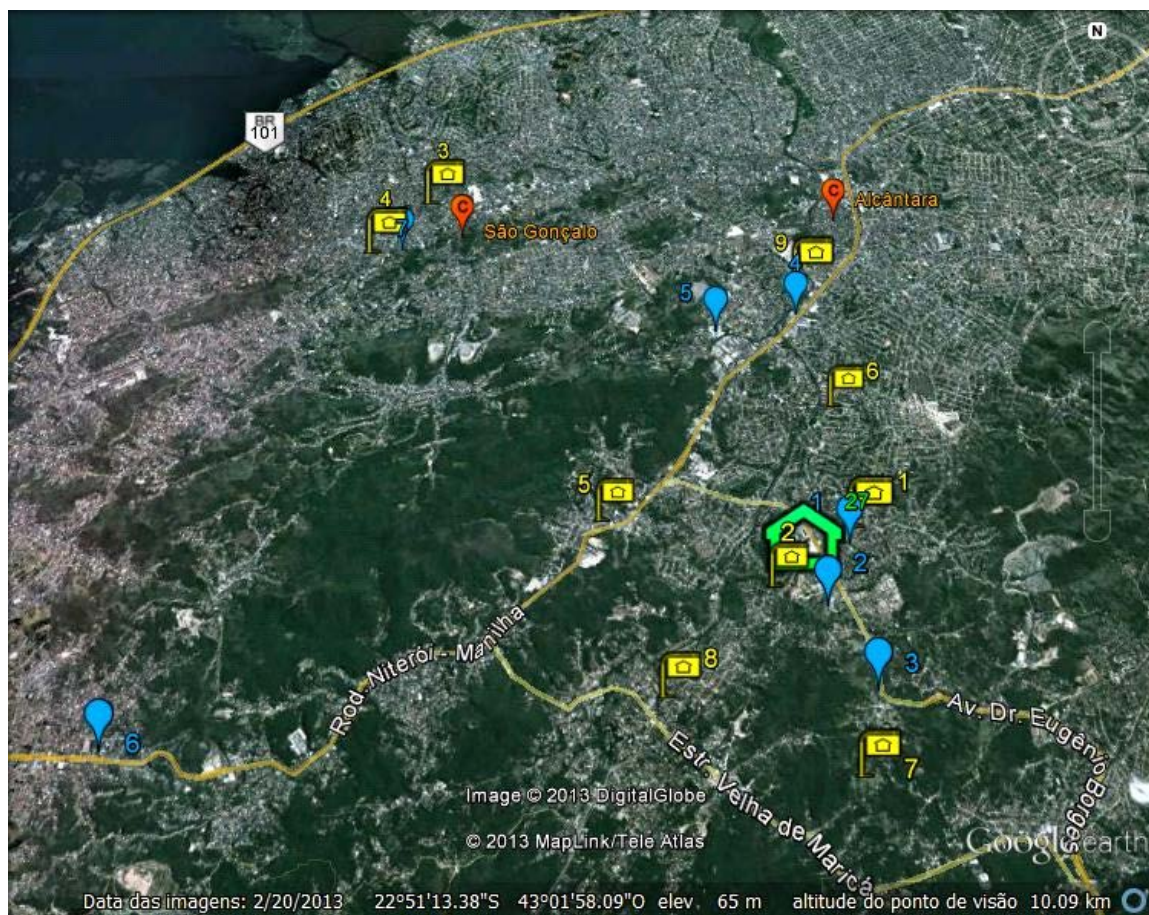 N
BR
101
3
4
7
C
São Gonçalo
C
Alcântara
9
4
5
6
5
1
1
27
2
2
8
3
7
6
Rod. Niterói - Manilha
Av. Dr. Eugênio Borges
Estr. Velha de Maricá
Image © 2013 DigitalGlobe
© 2013 MapLink/Tele Atlas
Google earth
Data das imagens: 2/20/2013 22°51'13.38"S 43°01'58.09"O elev. 65 m altitude do ponto de visão 10.09 km